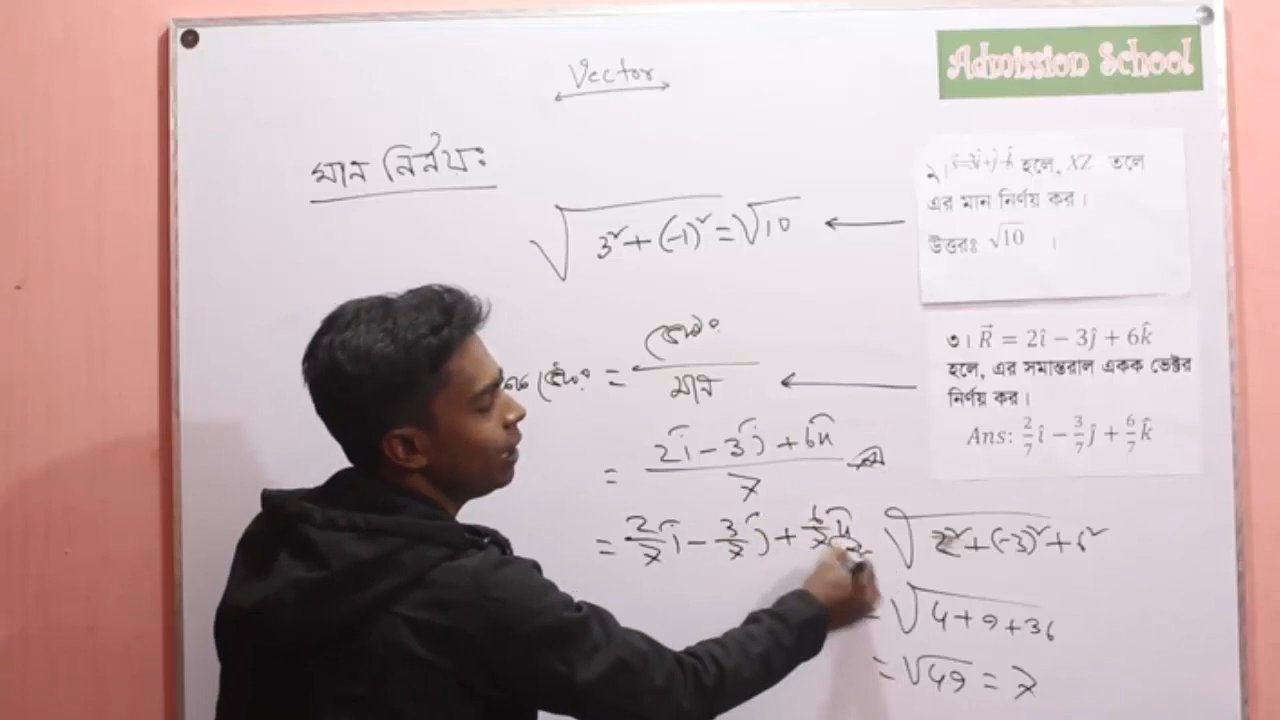 Vector
Admission School
মান নির্নয়ঃ
√3² + (-1)² = √10
২। 3î+ĵ-k̂ হলে, XZ তলে
এর মান নির্ণয় কর।
উত্তরঃ √10 ।
= ভেক্টর / মান
৩। R⃗ = 2î − 3ĵ + 6k̂
হলে, এর সমান্তরাল একক ভেক্টর
নির্ণয় কর।
Ans: 2/7 î − 3/7 ĵ + 6/7 k̂
= 2î − 3ĵ + 6k̂ / 7
= 2/7 î − 3/7 ĵ + 6/7 k̂
√2² + (-3)² + 6²
= √4 + 9 + 36
= √49 = 7